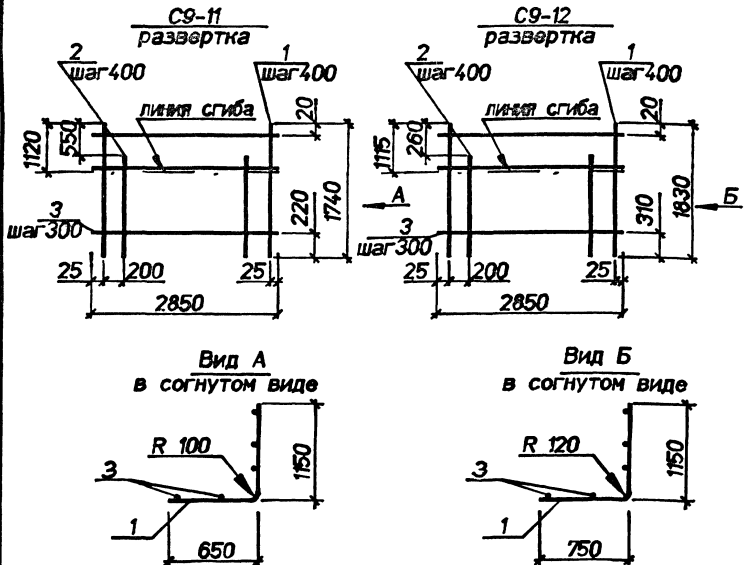 С9-11
развертка
2
шаг400
1
шаг400
линия сгиба
20
1120
550
220
1740
А
3
шаг300
25
200
25
2850
С9-12
развертка
2
шаг400
1
шаг400
линия сгиба
20
1115
260
310
1830
Б
3
шаг300
25
200
25
2850
Вид А
в согнутом виде
R 100
3
1
1150
650
Вид Б
в согнутом виде
R 120
3
1
1150
750